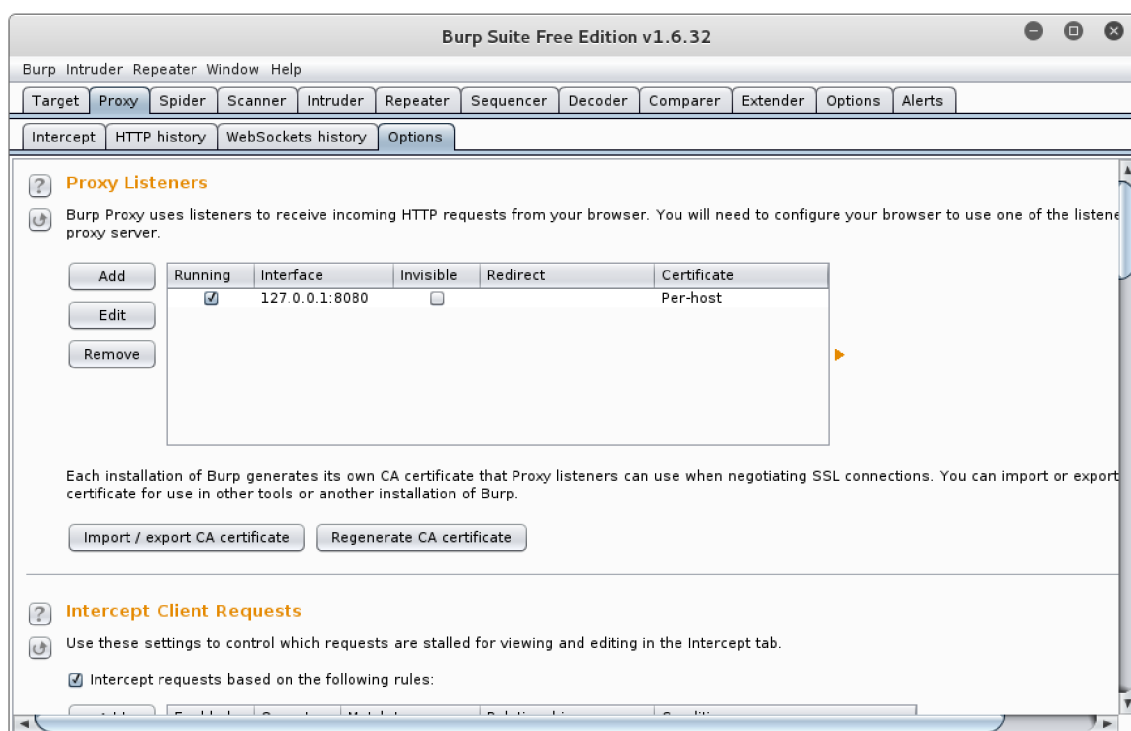 Burp Suite Free Edition v1.6.32
Burp Intruder Repeater Window Help
Target Proxy Spider Scanner Intruder Repeater Sequencer Decoder Comparer Extender Options Alerts
Intercept HTTP history WebSockets history Options
? Proxy Listeners
Burp Proxy uses listeners to receive incoming HTTP requests from your browser. You will need to configure your browser to use one of the
proxy server.
Add Running Interface Invisible Redirect Certificate
127.0.0.1:8080 Per-host
Edit
Remove
Each installation of Burp generates its own CA certificate that Proxy listeners can use when negotiating SSL connections. You can import or export
certificate for use in other tools or another installation of Burp.
Import / export CA certificate Regenerate CA certificate
? Intercept Client Requests
Use these settings to control which requests are stalled for viewing and editing in the Intercept tab.
Intercept requests based on the following rules: